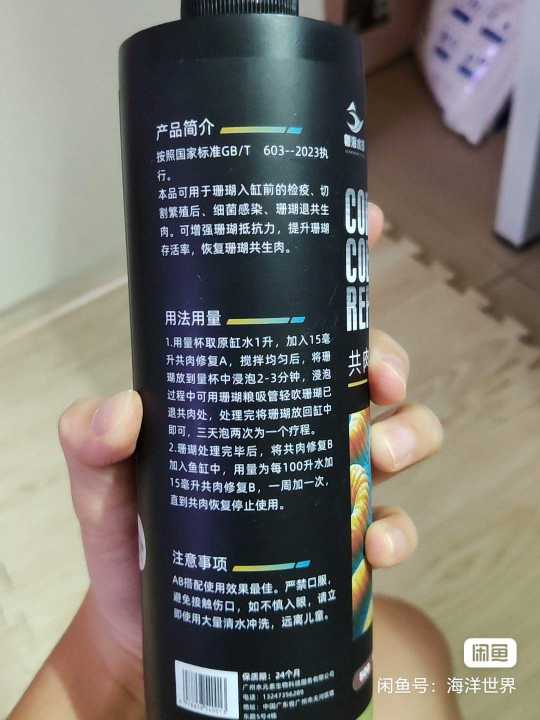 产品简介
按照国家标准GB/T 603--2023执
行。
本品可用于珊瑚入缸前的检疫、切
割繁殖后、细菌感染、珊瑚退共生
肉。可增强珊瑚抵抗力，提升珊瑚
存活率，恢复珊瑚共生肉。
用法用量
1.用量杯取原缸水1升，加入15毫
升共肉修复A，搅拌均匀后，将珊
瑚放到量杯中浸泡2-3分钟，浸泡
过程中可用珊瑚粮吸管轻吹珊瑚已
退共肉处，处理完将珊瑚放回缸中
即可，三天泡两次为一个疗程。
2.珊瑚处理完毕后，将共肉修复B
加入鱼缸中，用量为每100升水加
15毫升共肉修复B，一周加一次，
直到共肉恢复停止使用。
注意事项
AB搭配使用效果最佳。严禁口服，
避免接触伤口，如不慎入眼，请立
即使用大量清水冲洗，远离儿童。
保质期：24个月
电话：13247356289
CO
CO
RE
共肉
闲鱼
闲鱼号：海洋世界